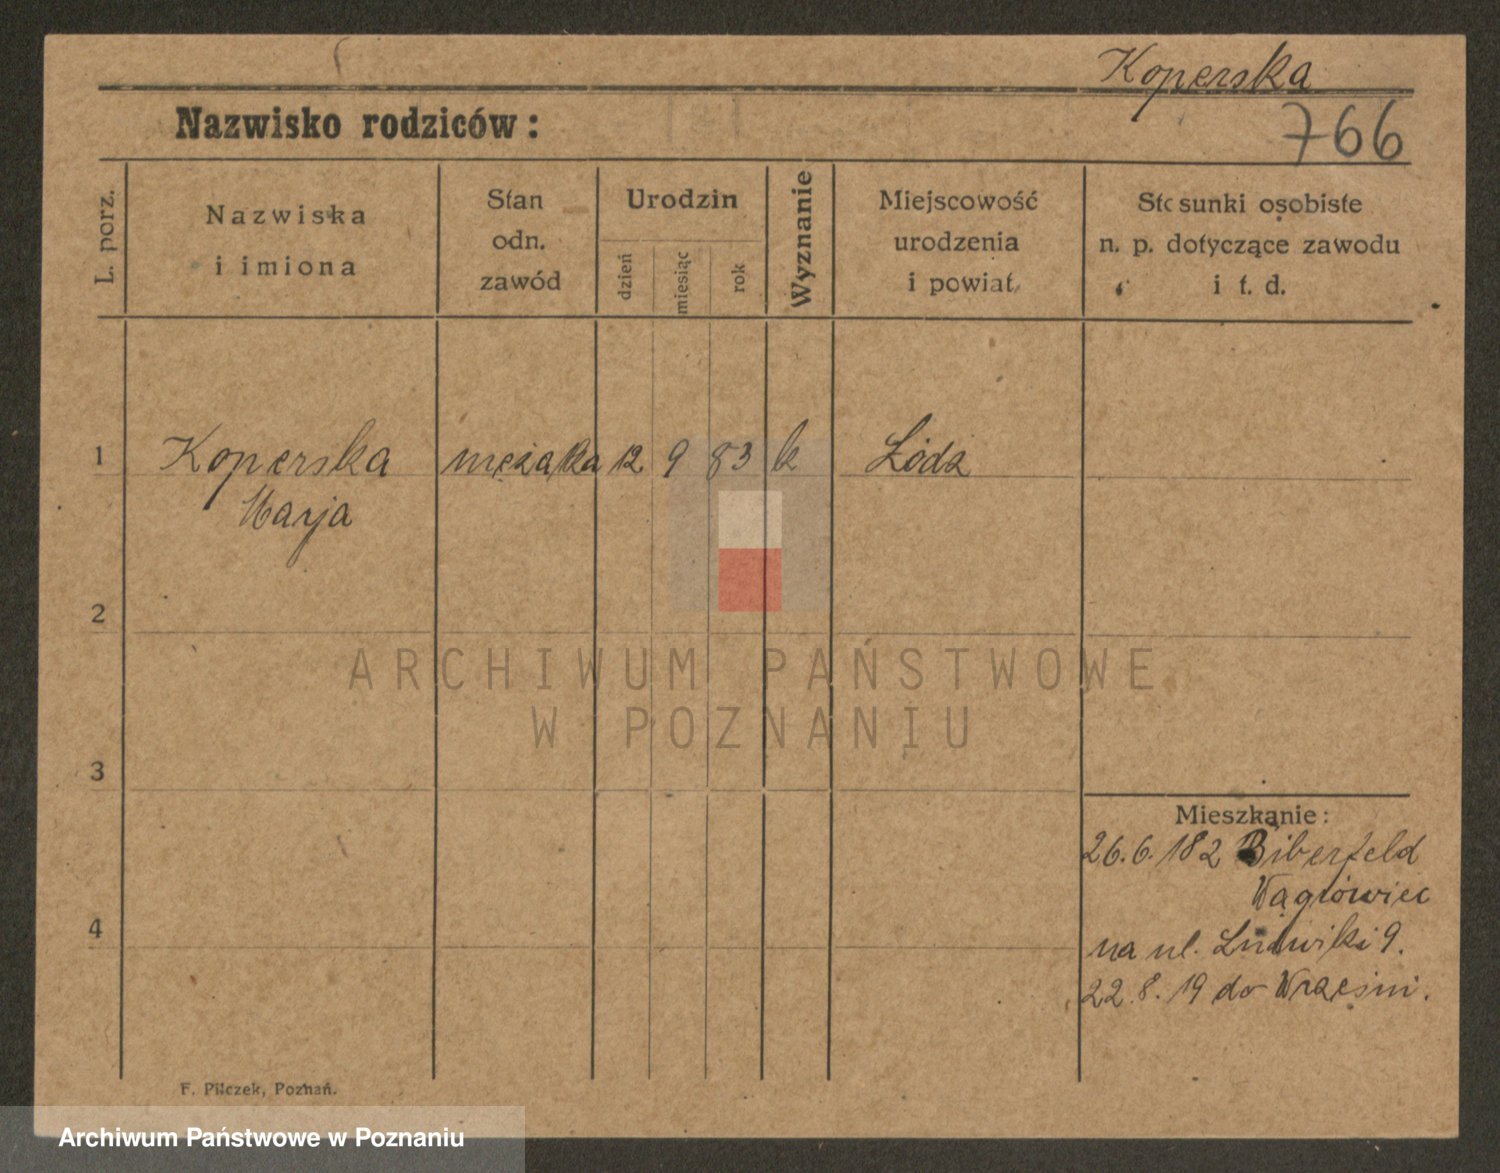 Koperska
Nazwisko rodziców:
766
L. porz.
Nazwiska
i imiona
Stan
odn.
zawód
Urodzin
dzień
miesiąc
rok
Wyznanie
Miejscowość
urodzenia
i powiat
Stosunki osobiste
n. p. dotyczące zawodu
i t. d.
1 Koperska mężatka 12 9 83 k Łódź
Marja
2
3
4
Mieszkanie:
26.6. 182 Biberfeld
Wągrówiec
na ul. Ludwiki 9.
22.8.19 do Wrześni.
F. Pilczek, Poznań.
ARCHIWUM PAŃSTWOWE
W POZNANIU
Archiwum Państwowe w Poznaniu